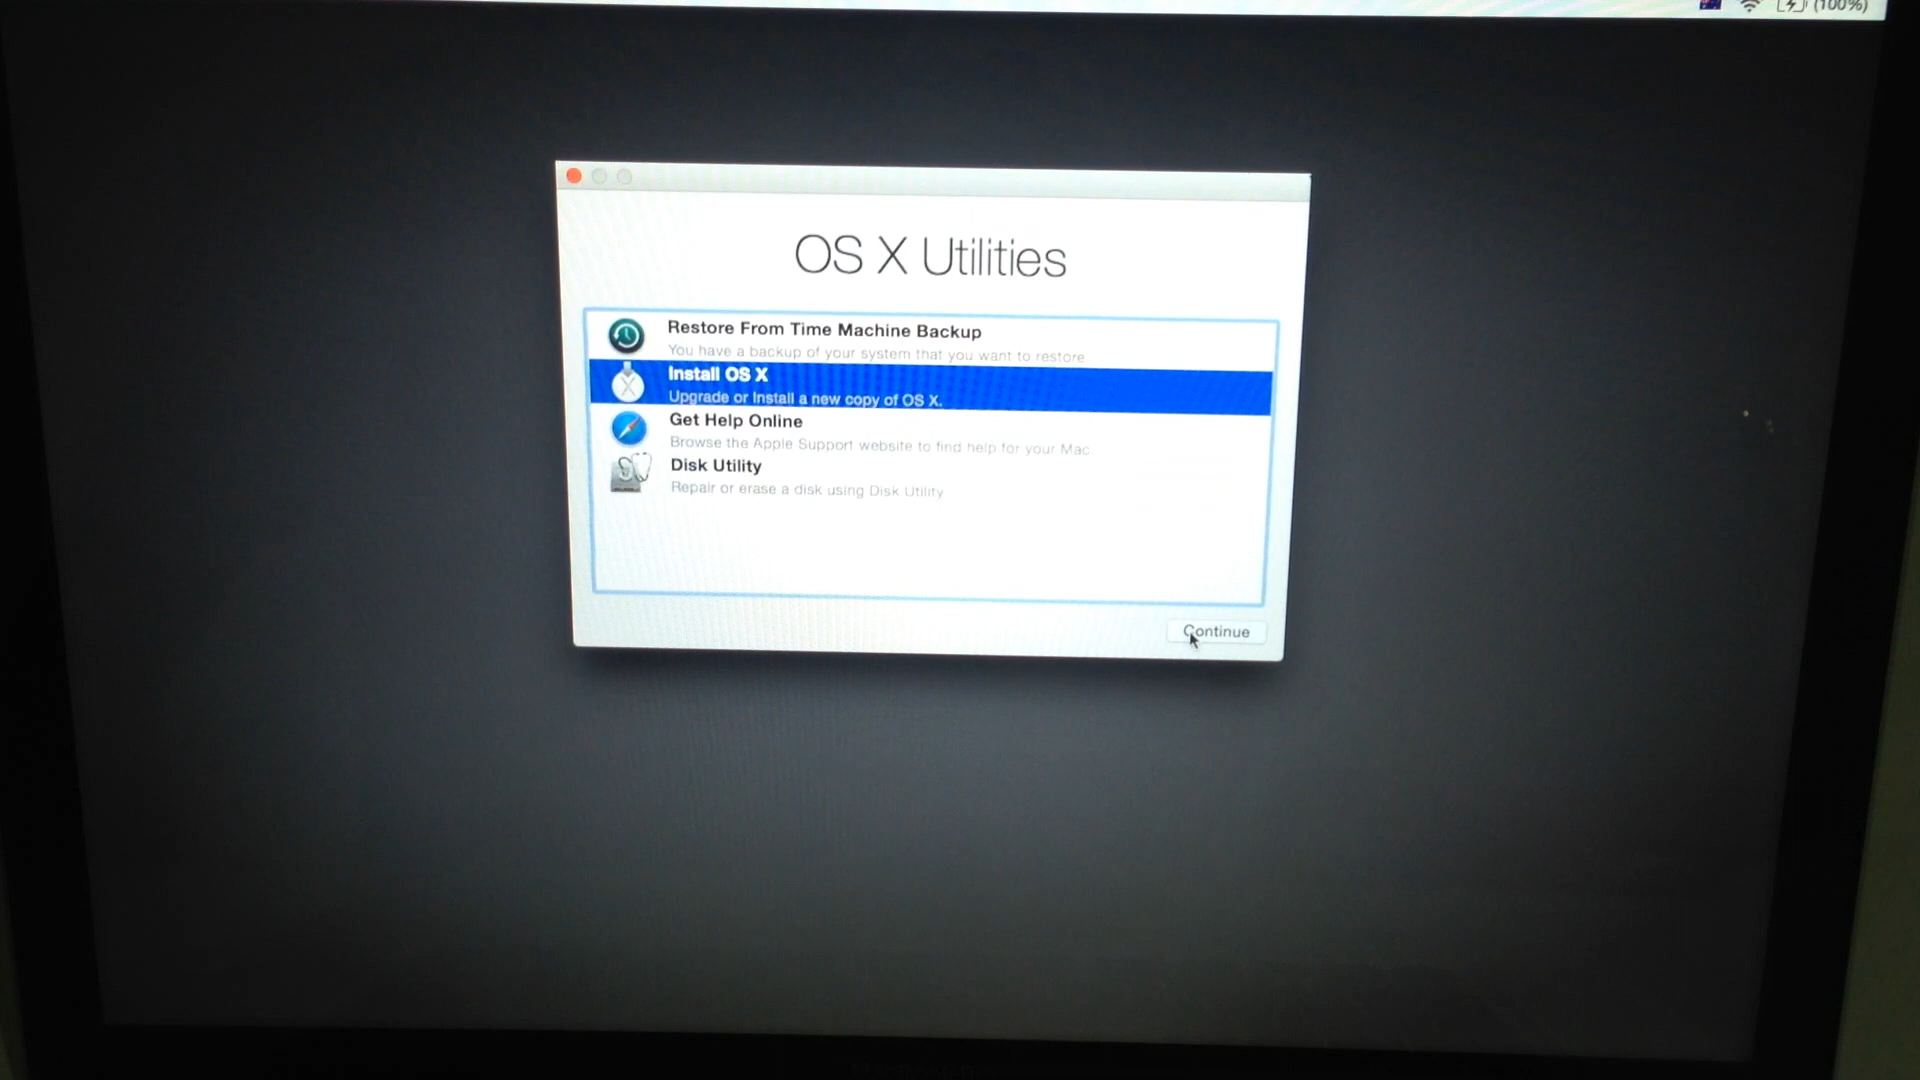 (100%)
OS X Utilities
Restore From Time Machine Backup
You have a backup of your system that you want to restore.
Install OS X
Upgrade or Install a new copy of OS X.
Get Help Online
Browse the Apple Support website to find help for your Mac.
Disk Utility
Repair or erase a disk using Disk Utility
Continue